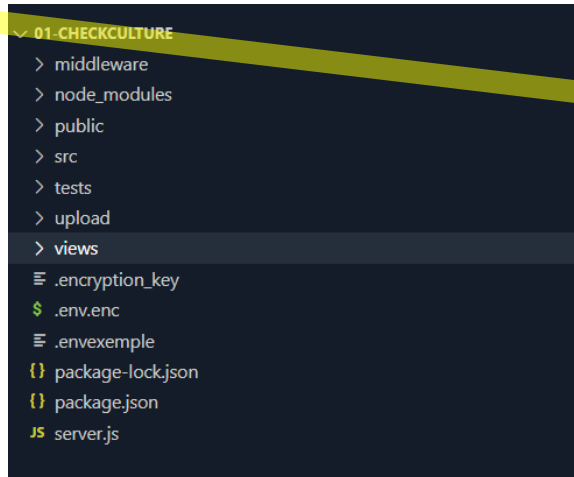 01-CHECKCULTURE
middleware
node_modules
public
src
tests
upload
views
.encryption_key
$ .env.enc
.envexemple
{} package-lock.json
{} package.json
JS server.js